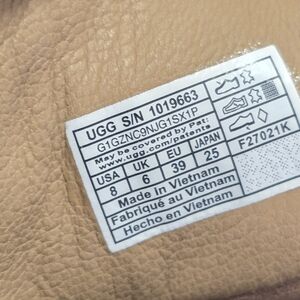 UGG S/N 1019663
G1GZNC9NJG1SX1P
May be covered by Pat:
www.ugg.com/patents
USA UK EU JAPAN
8 6 39 25
Made in Vietnam
Fabriqué au Vietnam
Hecho en Vietnam
F27021K